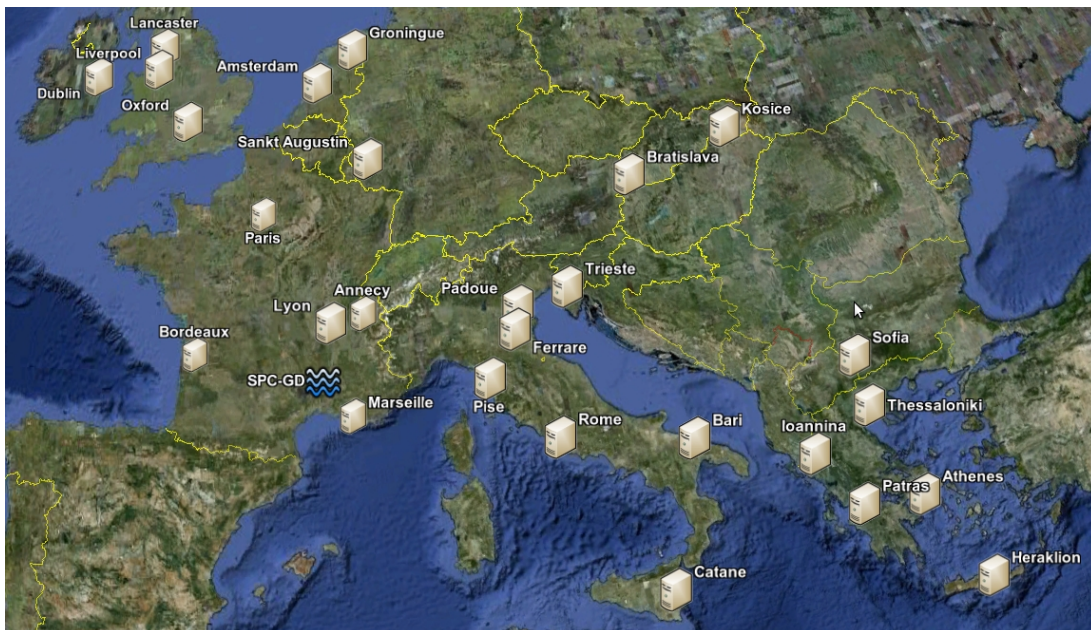 Lancaster
Groningue
Liverpool
Amsterdam
Dublin
Oxford
Kosice
Sankt Augustin
Bratislava
Paris
Trieste
Padoue
Annecy
Lyon
Bordeaux
Sofia
Ferrare
SPC-GD
Marseille
Pise
Thessaloniki
Rome
Bari
Ioannina
Athenes
Patras
Heraklion
Catane